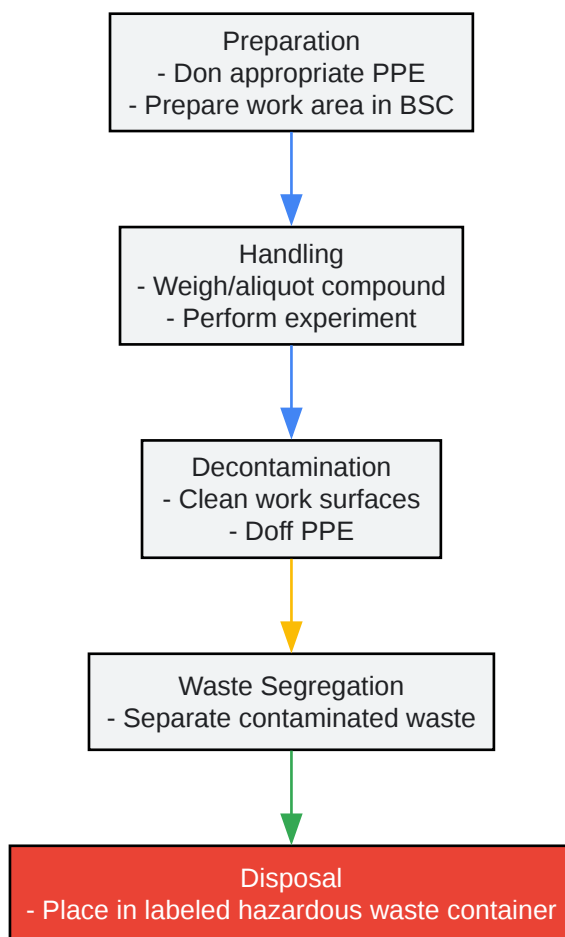 Preparation
- Don appropriate PPE
- Prepare work area in BSC
Handling
- Weigh/aliquot compound
- Perform experiment
Decontamination
- Clean work surfaces
- Doff PPE
Waste Segregation
- Separate contaminated waste
Disposal
- Place in labeled hazardous waste container